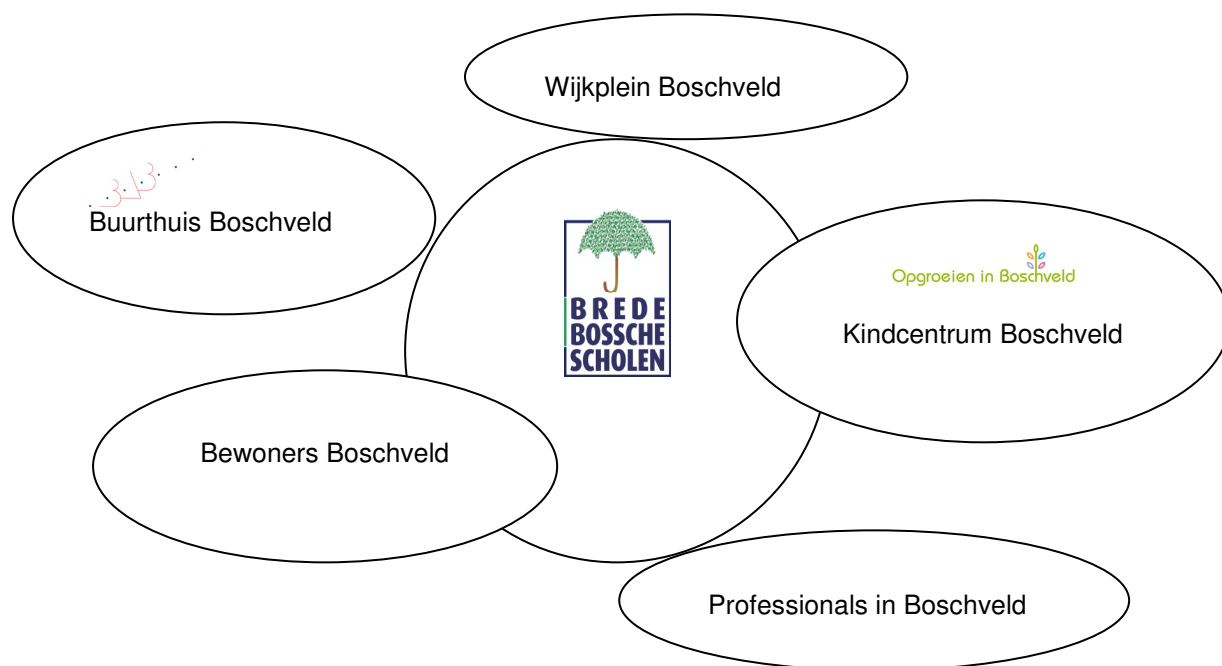 Wijkplein Boschveld
Buurthuis Boschveld
BREDE
BOSSCHE
SCHOLEN
Opgroeien in Boschveld
Kindcentrum Boschveld
Bewoners Boschveld
Professionals in Boschveld